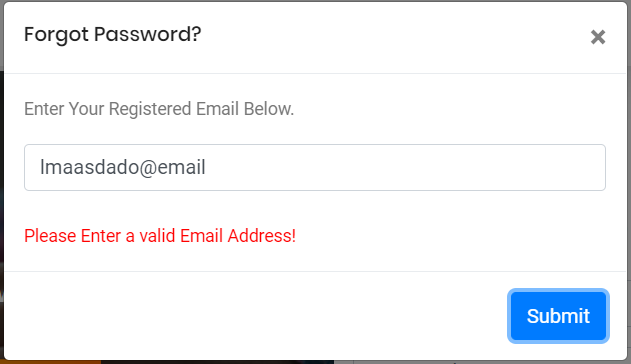 Forgot Password?
×
Enter Your Registered Email Below.
lmaasdado@email
Please Enter a valid Email Address!
Submit